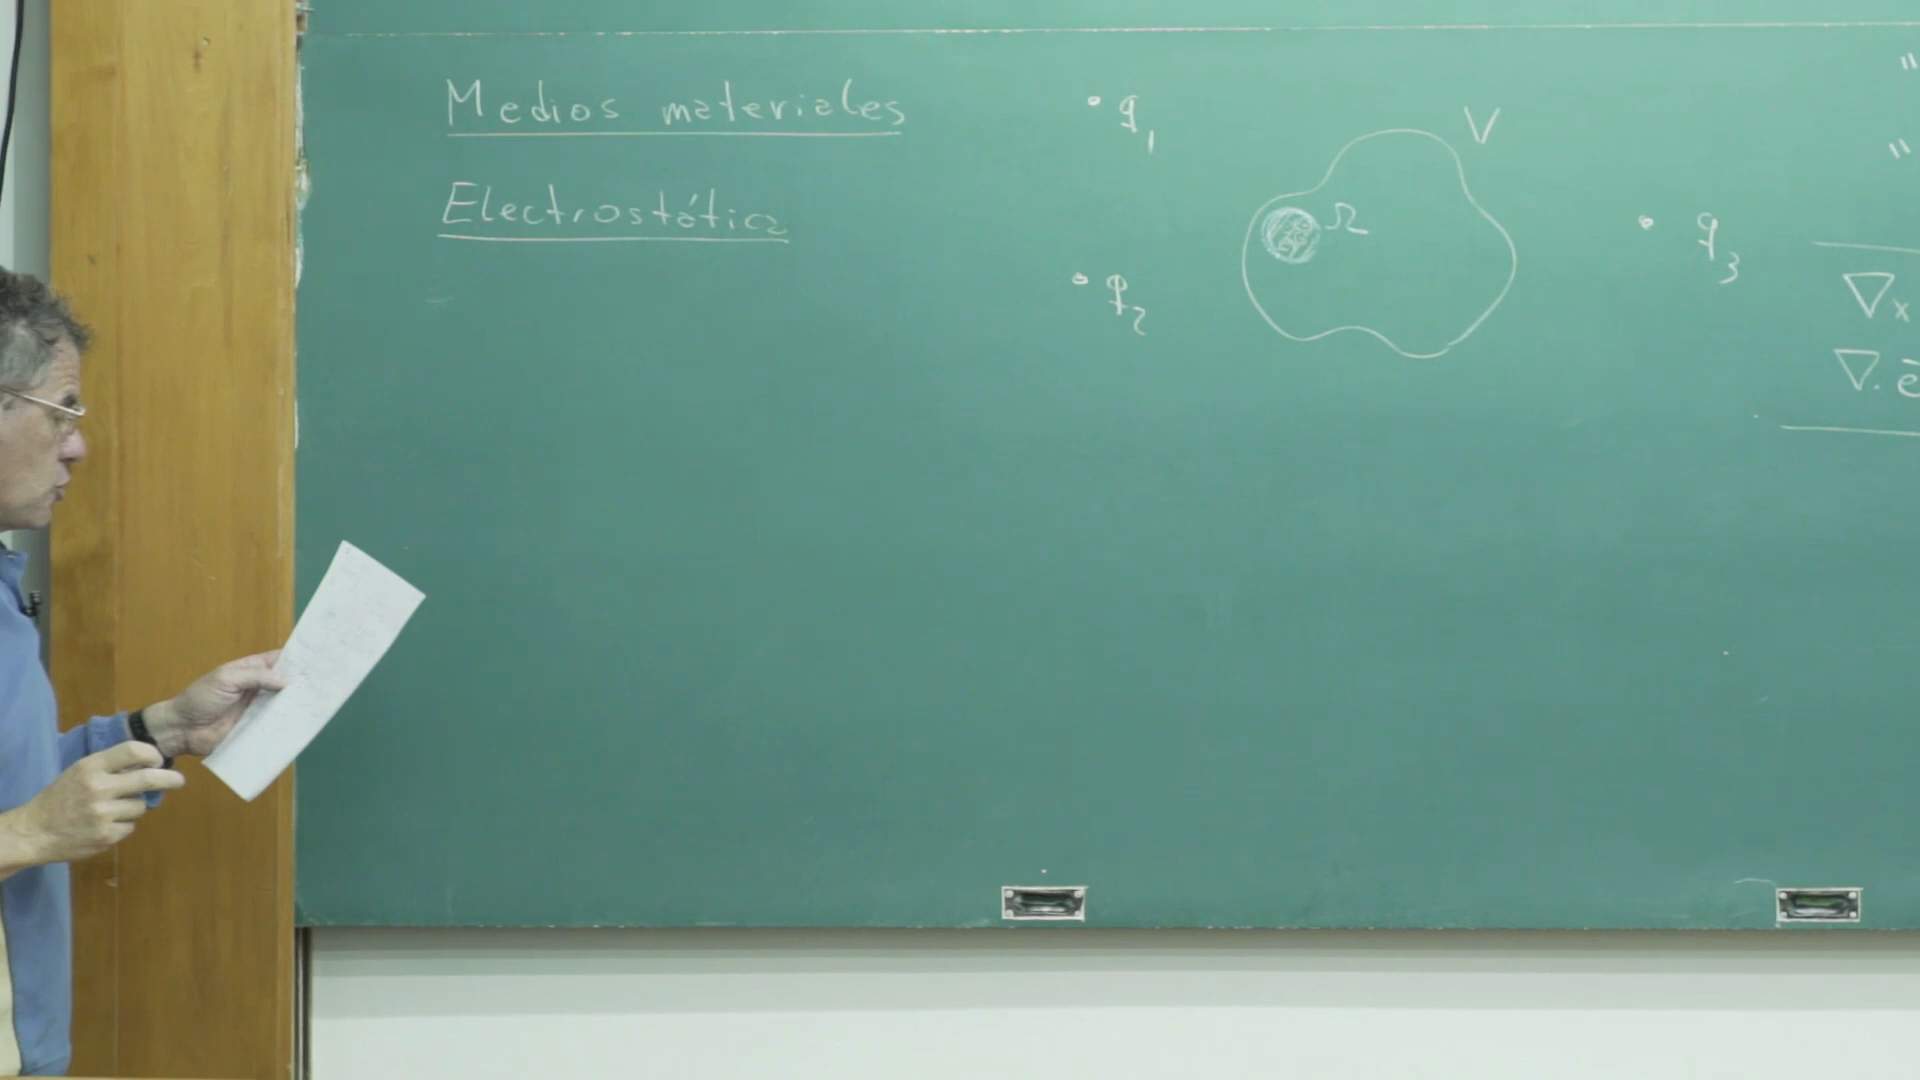 Medios materiales
Electrostática
q₁
V
Ω
q₂
q₃
"
"
∇x
∇. ē